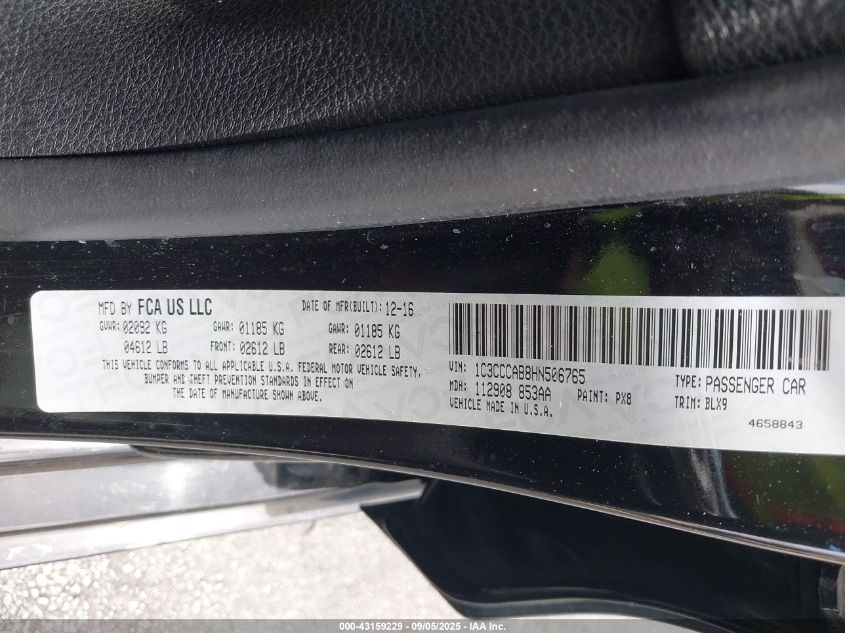 MFD BY FCA US LLC DATE OF MFR(BUILT): 12-16
GVWR: 02092 KG GAWR: 01185 KG GAWR: 01185 KG
04612 LB FRONT: 02612 LB REAR: 02612 LB
THIS VEHICLE CONFORMS TO ALL APPLICABLE U.S.A. FEDERAL MOTOR VEHICLE SAFETY,
BUMPER AND THEFT PREVENTION STANDARDS IN EFFECT ON
THE DATE OF MANUFACTURE SHOWN ABOVE.
VIN: 1C3CCCAB8HN506765 TYPE: PASSENGER CAR
MDH: 112908 853AA PAINT: PX8 TRIM: BLX9
VEHICLE MADE IN U.S.A.
4658843
000-43159229 - 09/05/2025 - IAA Inc.